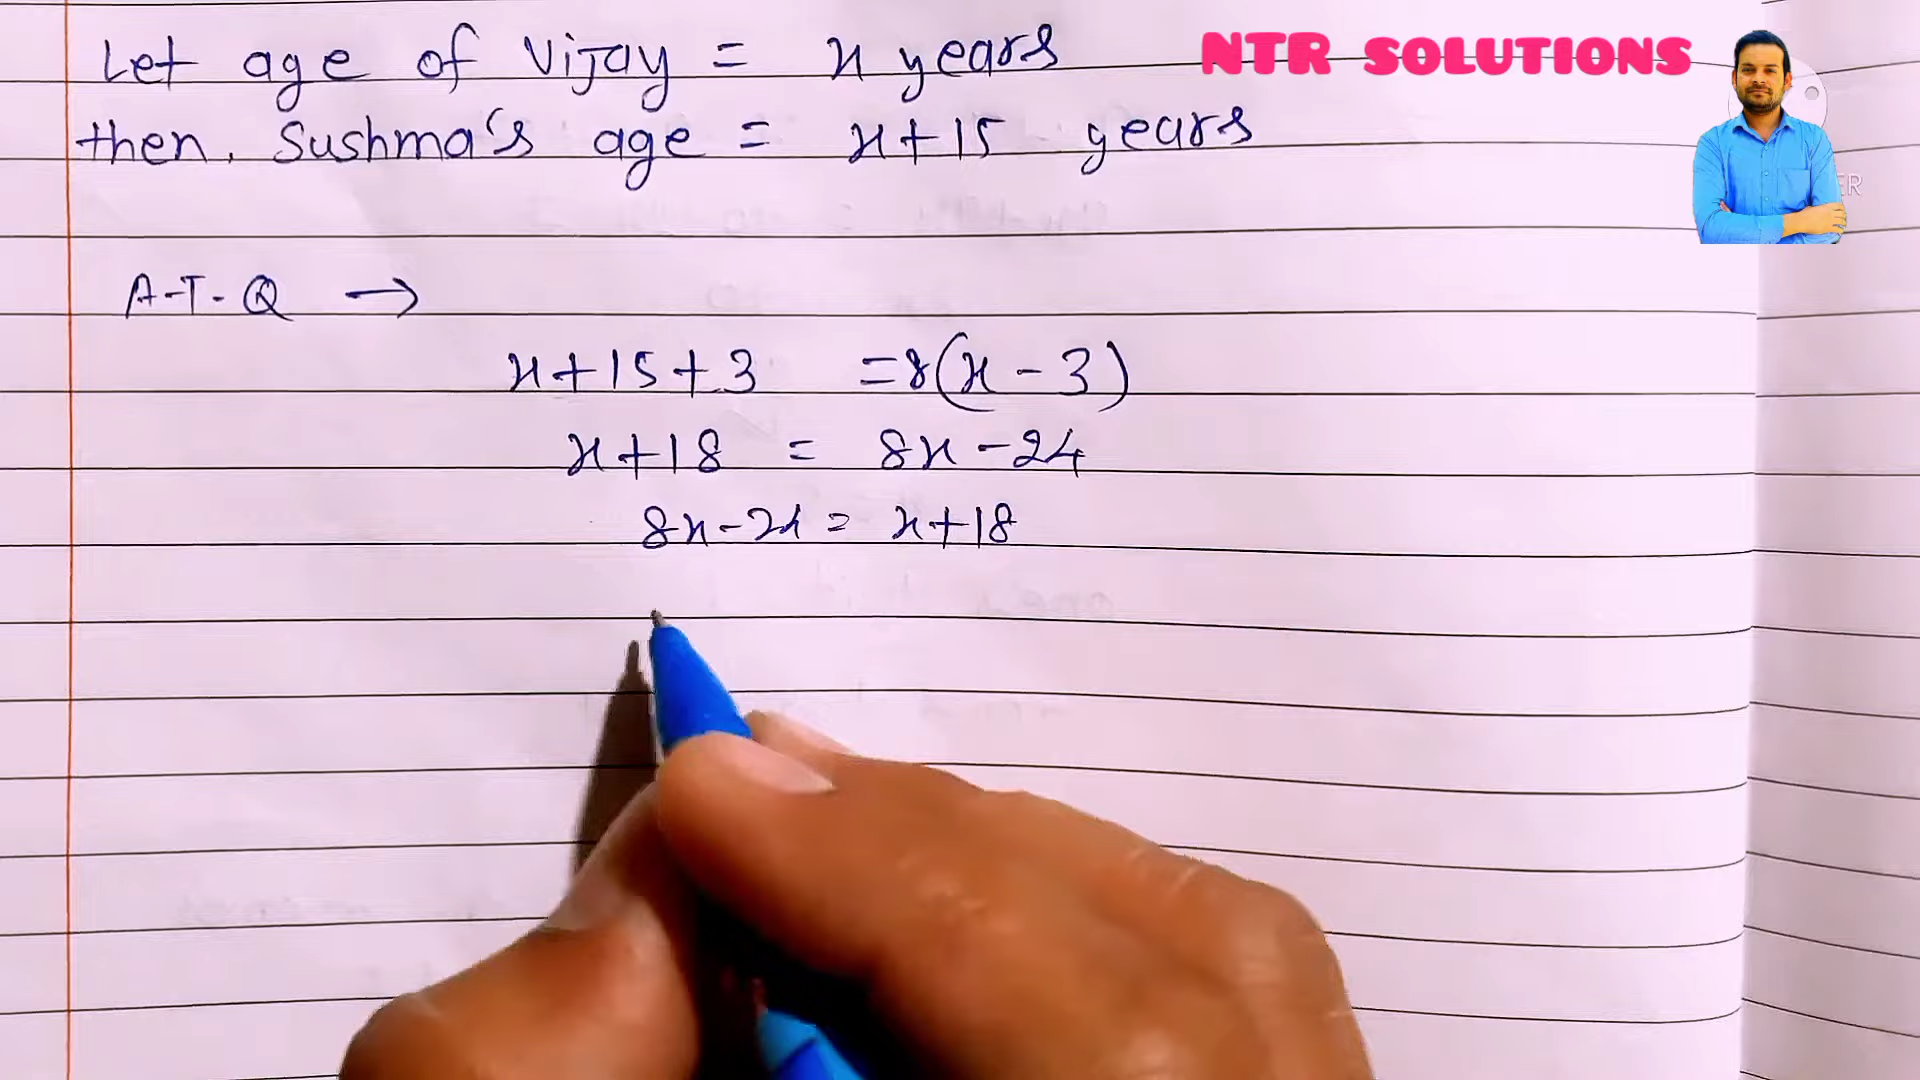 Let age of Vijay = x years
NTR SOLUTIONS
then, Sushma's age = x+15 years
ER
A-T-Q →
x+15+3 =8(x-3)
x+18 = 8x-24
8x-24= x+18